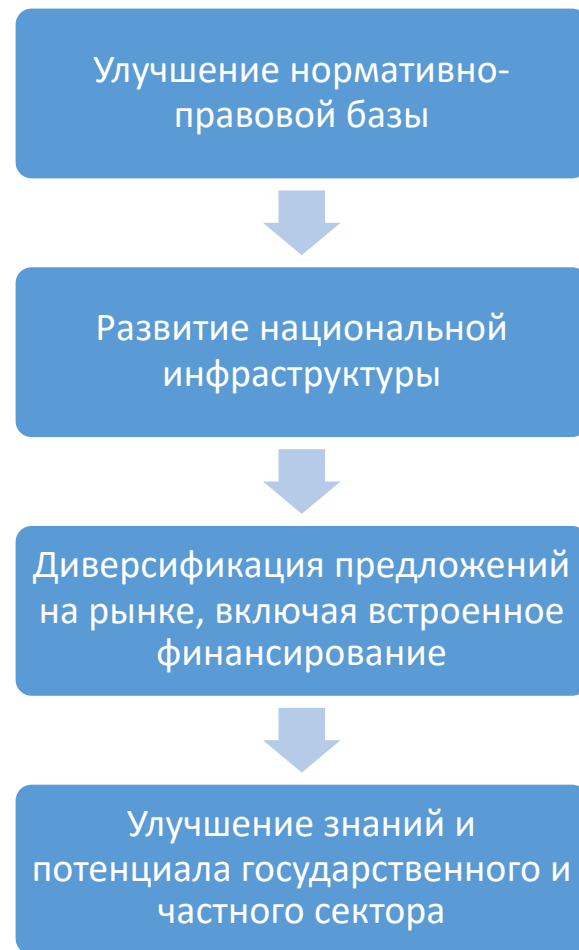 Улучшение нормативно-
правовой базы
Развитие национальной
инфраструктуры
Диверсификация предложений
на рынке, включая встроенное
финансирование
Улучшение знаний и
потенциала государственного и
частного сектора